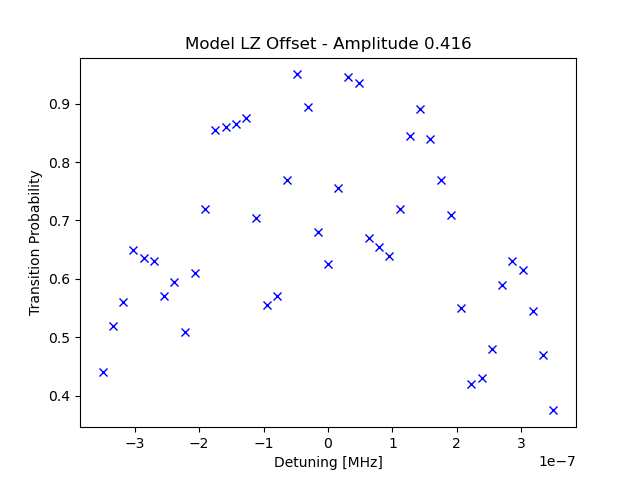 Model LZ Offset - Amplitude 0.416
Transition Probability
0.9
0.8
0.7
0.6
0.5
0.4
−3 −2 −1 0 1 2 3
1e−7
Detuning [MHz]